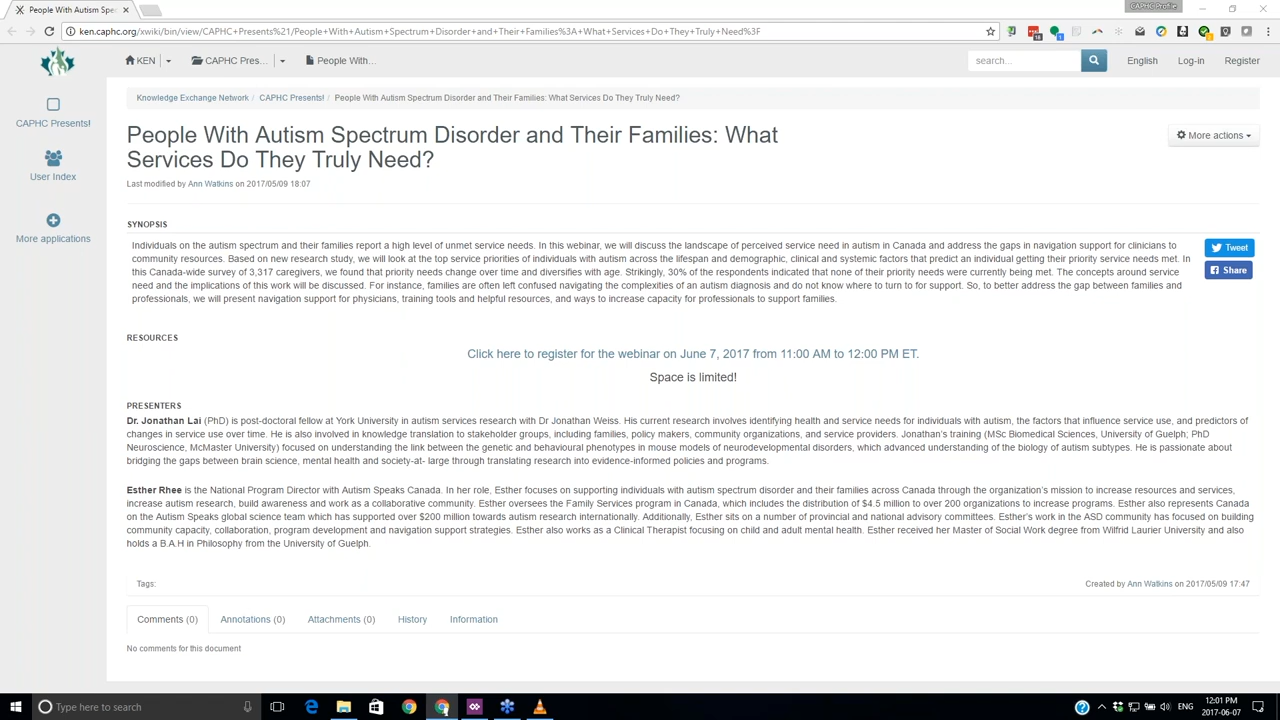 People With Autism Spec
CAPHC Profile
ken.caphc.org/xwiki/bin/view/CAPHC+Presents%21/People+With+Autism+Spectrum+Disorder+and+Their+Families%3A+What+Services+Do+They+Truly+Need%3F
KEN CAPHC Pres... People With... search... English Log-in Register
CAPHC Presents!
User Index
More applications
Knowledge Exchange Network / CAPHC Presents! / People With Autism Spectrum Disorder and Their Families: What Services Do They Truly Need?
People With Autism Spectrum Disorder and Their Families: What
Services Do They Truly Need?
More actions
Last modified by Ann Watkins on 2017/05/09 18:07
SYNOPSIS
Individuals on the autism spectrum and their families report a high level of unmet service needs. In this webinar, we will discuss the landscape of perceived service need in autism in Canada and address the gaps in navigation support for clinicians to
community resources. Based on new research study, we will look at the top service priorities of individuals with autism across the lifespan and demographic, clinical and systemic factors that predict an individual getting their priority service needs met. In
this Canada-wide survey of 3,317 caregivers, we found that priority needs change over time and diversifies with age. Strikingly, 30% of the respondents indicated that none of their priority needs were currently being met. The concepts around service
need and the implications of this work will be discussed. For instance, families are often left confused navigating the complexities of an autism diagnosis and do not know where to turn to for support. So, to better address the gap between families and
professionals, we will present navigation support for physicians, training tools and helpful resources, and ways to increase capacity for professionals to support families.
Tweet
Share
RESOURCES
Click here to register for the webinar on June 7, 2017 from 11:00 AM to 12:00 PM ET.
Space is limited!
PRESENTERS
Dr. Jonathan Lai (PhD) is post-doctoral fellow at York University in autism services research with Dr Jonathan Weiss. His current research involves identifying health and service needs for individuals with autism, the factors that influence service use, and predictors of
changes in service use over time. He is also involved in knowledge translation to stakeholder groups, including families, policy makers, community organizations, and service providers. Jonathan's training (MSc Biomedical Sciences, University of Guelph; PhD
Neuroscience, McMaster University) focused on understanding the link between the genetic and behavioural phenotypes in mouse models of neurodevelopmental disorders, which advanced understanding of the biology of autism subtypes. He is passionate about
bridging the gaps between brain science, mental health and society-at- large through translating research into evidence-informed policies and programs.
Esther Rhee is the National Program Director with Autism Speaks Canada. In her role, Esther focuses on supporting individuals with autism spectrum disorder and their families across Canada through the organization's mission to increase resources and services,
increase autism research, build awareness and work as a collaborative community. Esther oversees the Family Services program in Canada, which includes the distribution of $4.5 million to over 200 organizations to increase programs. Esther also represents Canada
on the Autism Speaks global science team which has supported over $200 million towards autism research internationally. Additionally, Esther sits on a number of provincial and national advisory committees. Esther's work in the ASD community has focused on building
community capacity, collaboration, program development and navigation support strategies. Esther also works as a Clinical Therapist focusing on child and adult mental health. Esther received her Master of Social Work degree from Wilfrid Laurier University and also
holds a B.A.H in Philosophy from the University of Guelph.
Tags:
Created by Ann Watkins on 2017/05/09 17:47
Comments (0) Annotations (0) Attachments (0) History Information
No comments for this document
Type here to search
ENG
12:01 PM
2017-06-07